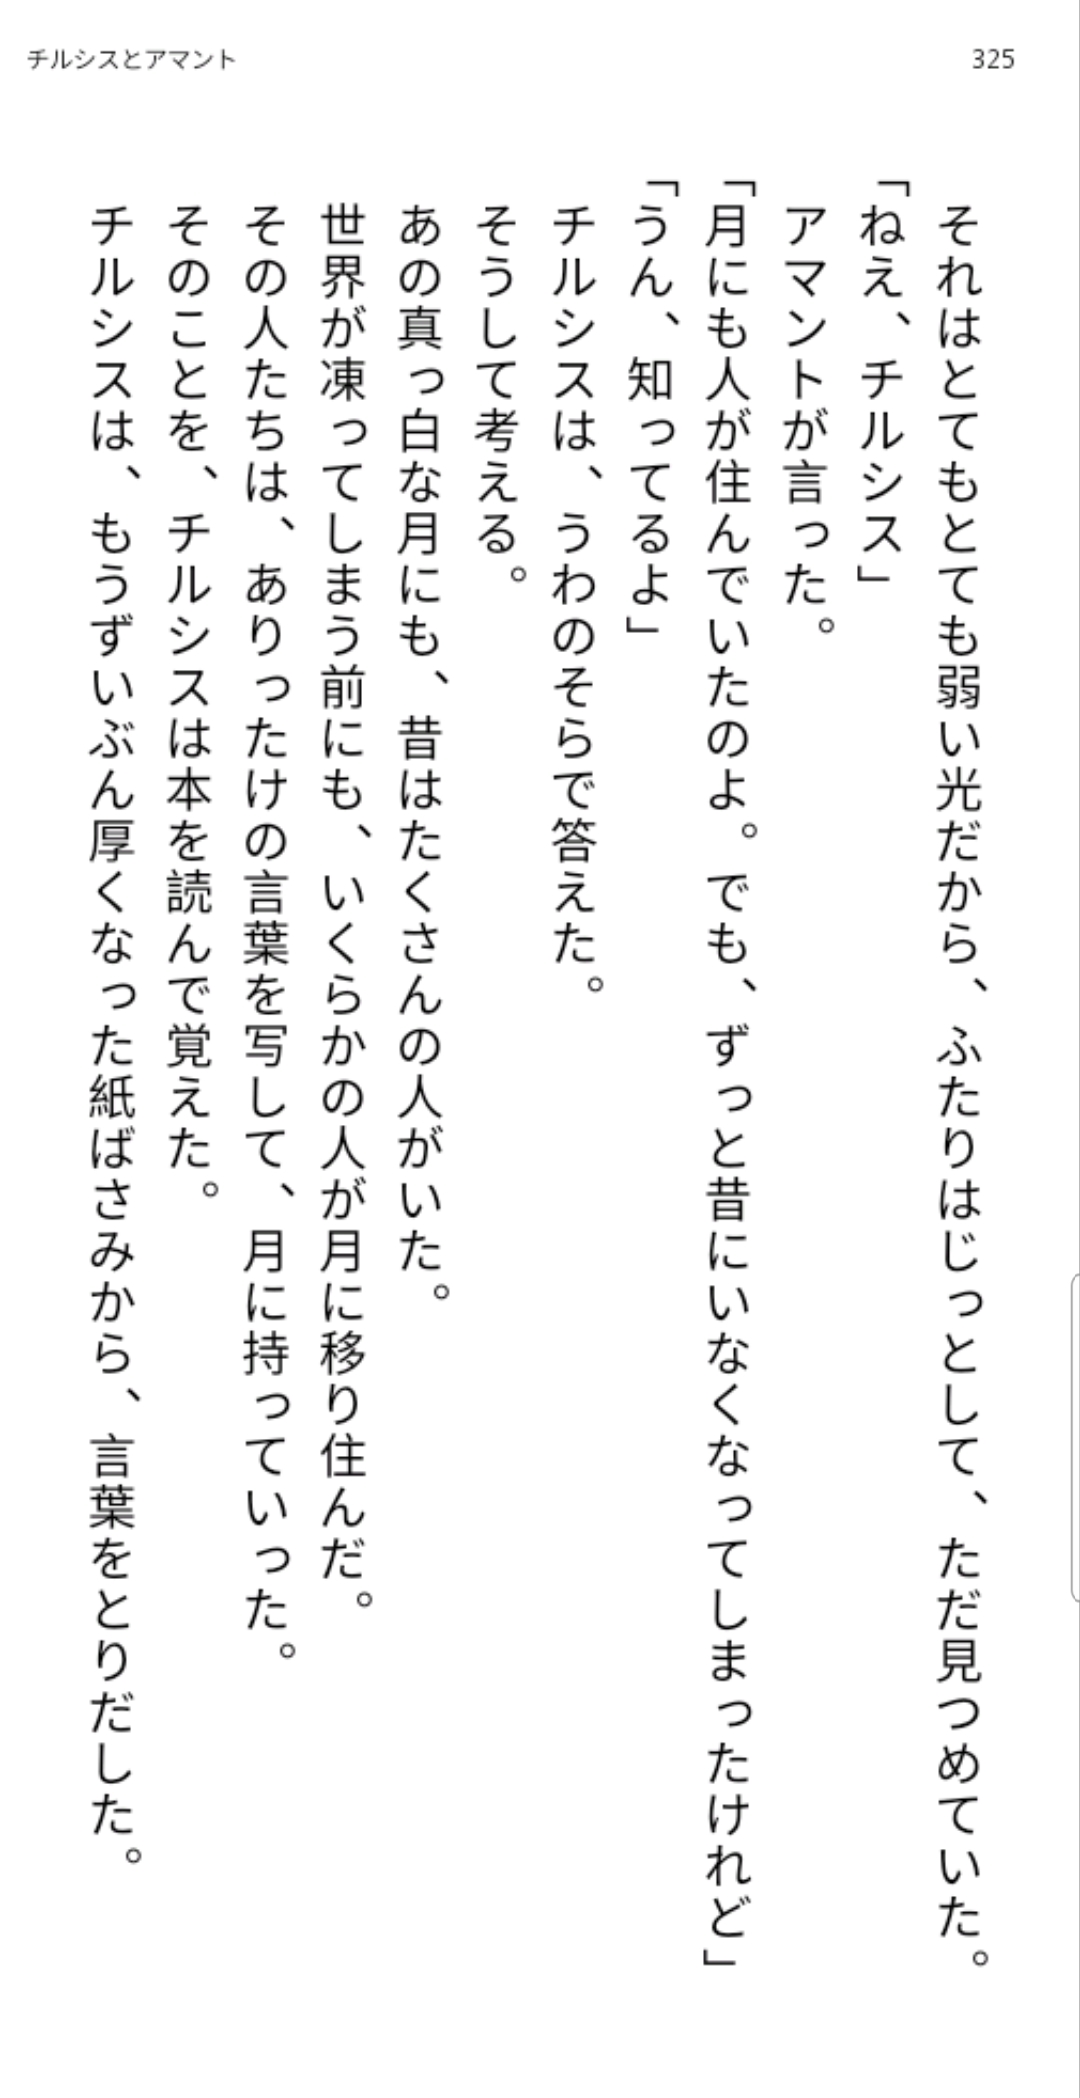 チルシスとアマント
325
それはとてもとても弱い光だから、ふたりはじっとして、ただ見つめていた。
「ねえ、チルシス」
アマントが言った。
「月にも人が住んでいたのよ。でも、ずっと昔にいなくなってしまったけれど」
「うん、知ってるよ」
チルシスは、うわのそらで答えた。
そうして考える。
あの真っ白な月にも、昔はたくさんの人がいた。
世界が凍ってしまう前にも、いくらかの人が月に移り住んだ。
その人たちは、ありったけの言葉を写して、月に持っていった。
そのことを、チルシスは本を読んで覚えた。
チルシスは、もうずいぶん厚くなった紙ばさみから、言葉をとりだした。